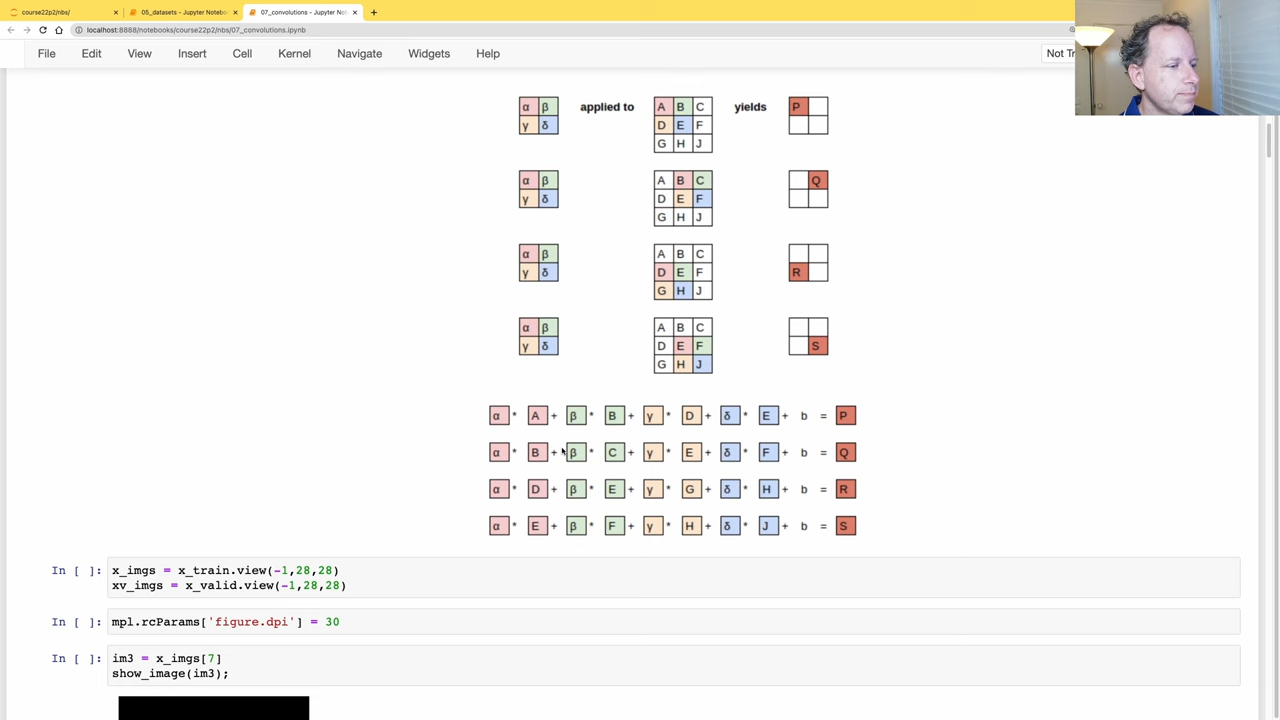 course22p2/nbs/
05_datasets - Jupyter Noteboo
07_convolutions - Jupyter Not
localhost:8888/notebooks/course22p2/nbs/07_convolutions.ipynb
File Edit View Insert Cell Kernel Navigate Widgets Help Not Tr
α β applied to A B C yields P
γ δ D E F
G H J
α β A B C Q
γ δ D E F
G H J
α β A B C
γ δ D E F R
G H J
α β A B C
γ δ D E F S
G H J
α * A + β * B + γ * D + δ * E + b = P
α * B + β * C + γ * E + δ * F + b = Q
α * D + β * E + γ * G + δ * H + b = R
α * E + β * F + γ * H + δ * J + b = S
In [ ]: x_imgs = x_train.view(-1,28,28)
xv_imgs = x_valid.view(-1,28,28)
In [ ]: mpl.rcParams['figure.dpi'] = 30
In [ ]: im3 = x_imgs[7]
show_image(im3);